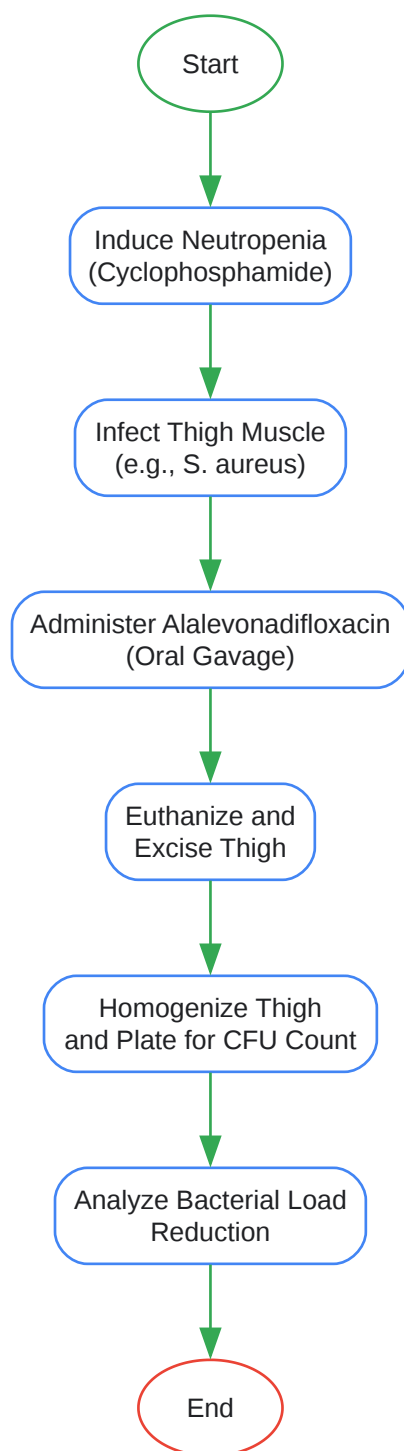 Start
Induce Neutropenia
(Cyclophosphamide)
Infect Thigh Muscle
(e.g., S. aureus)
Administer Alalevonadifloxacin
(Oral Gavage)
Euthanize and
Excise Thigh
Homogenize Thigh
and Plate for CFU Count
Analyze Bacterial Load
Reduction
End